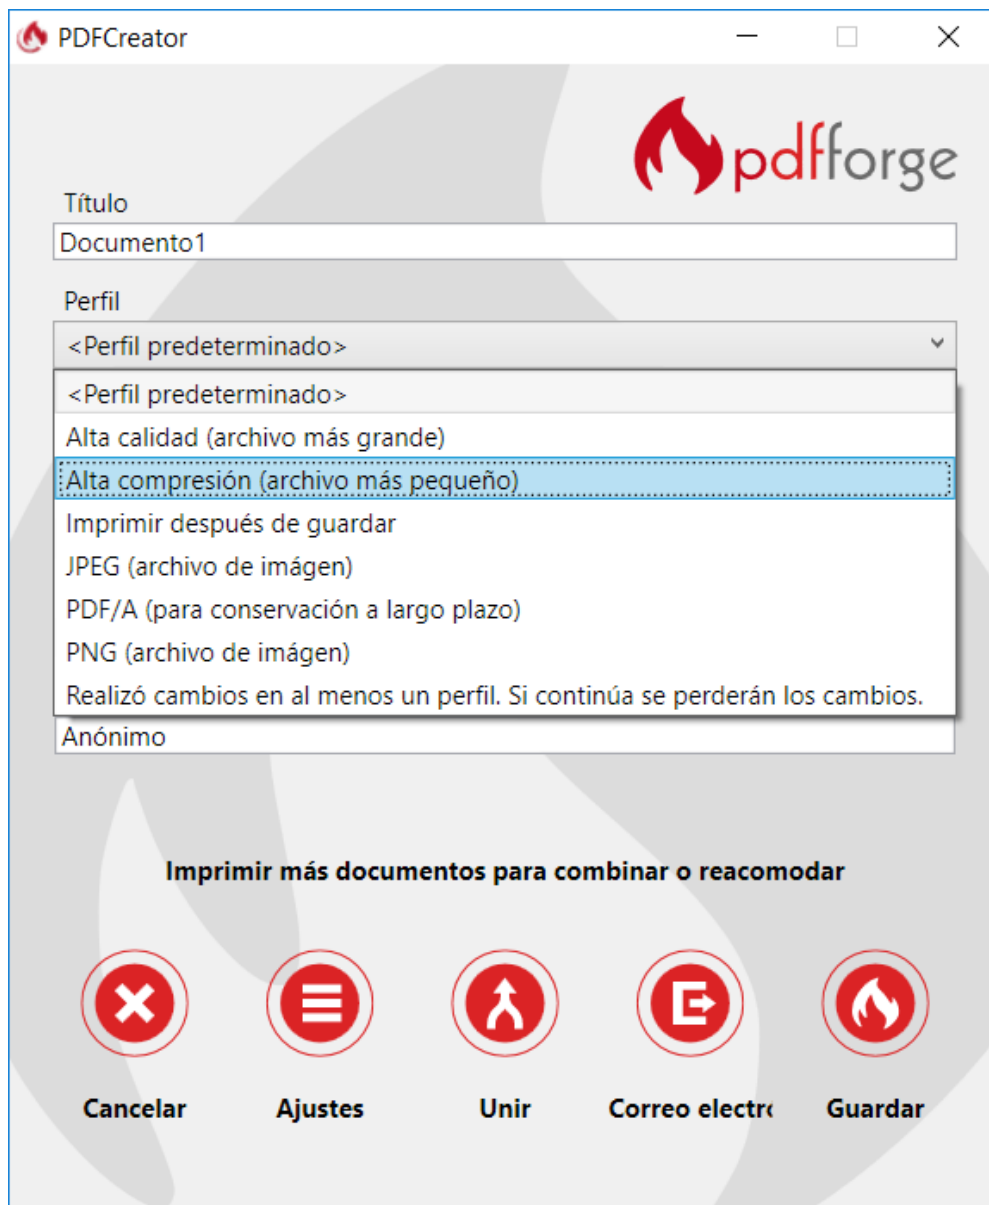 PDFCreator
pdfforge
Título
Documento1
Perfil
<Perfil predeterminado>
<Perfil predeterminado>
Alta calidad (archivo más grande)
Alta compresión (archivo más pequeño)
Imprimir después de guardar
JPEG (archivo de imágen)
PDF/A (para conservación a largo plazo)
PNG (archivo de imágen)
Realizó cambios en al menos un perfil. Si continúa se perderán los cambios.
Anónimo
Imprimir más documentos para combinar o reacomodar
Cancelar
Ajustes
Unir
Correo electró
Guardar